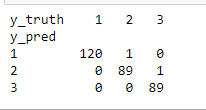 y_truth 1 2 3
y_pred
1 120 1 0
2 0 89 1
3 0 0 89